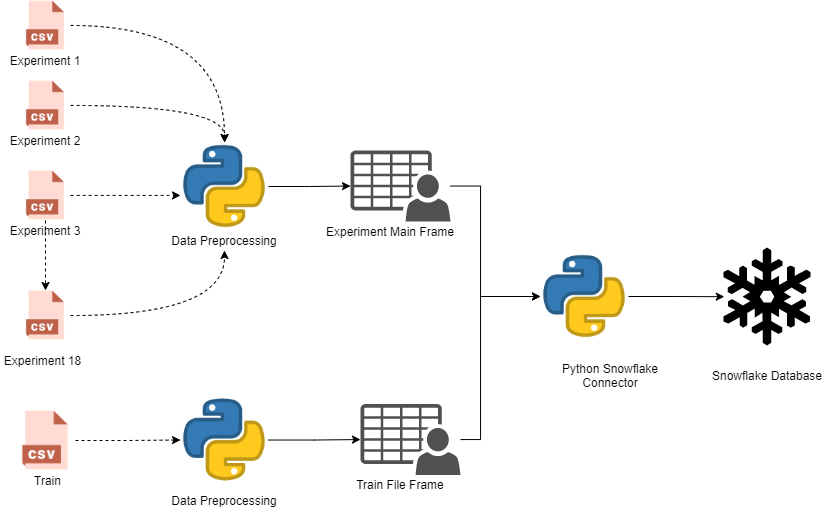 CSV
Experiment 1
CSV
Experiment 2
CSV
Experiment 3
Data Preprocessing
Experiment Main Frame
CSV
Experiment 18
Python Snowflake
Connector
Snowflake Database
CSV
Train
Data Preprocessing
Train File Frame